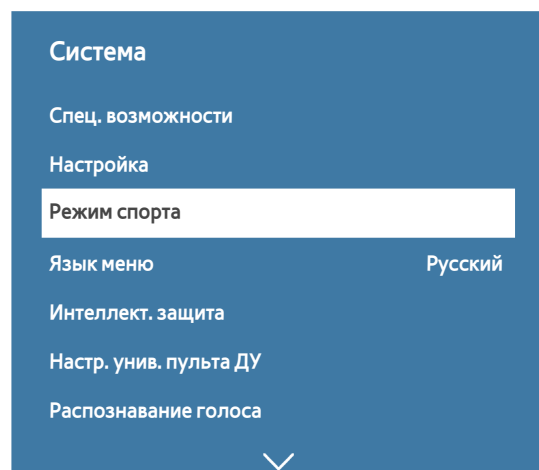 Система
Спец. возможности
Настройка
Режим спорта
Язык меню Русский
Интеллект. защита
Настр. унив. пульта ДУ
Распознавание голоса